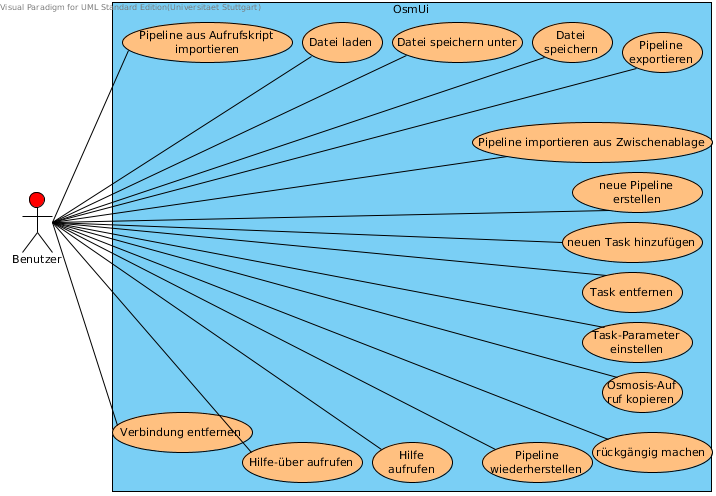 Visual Paradigm for UML Standard Edition(Universitaet Stuttgart)
OsmUi
Pipeline aus Aufrufskript
importieren
Datei laden
Datei speichern unter
Datei
speichern
Pipeline
exportieren
Pipeline importieren aus Zwischenablage
neue Pipeline
erstellen
neuen Task hinzufügen
Benutzer
Task entfernen
Task-Parameter
einstellen
Osmosis-Auf
ruf kopieren
Verbindung entfernen
Hilfe-über aufrufen
Hilfe
aufrufen
Pipeline
wiederherstellen
rückgängig machen